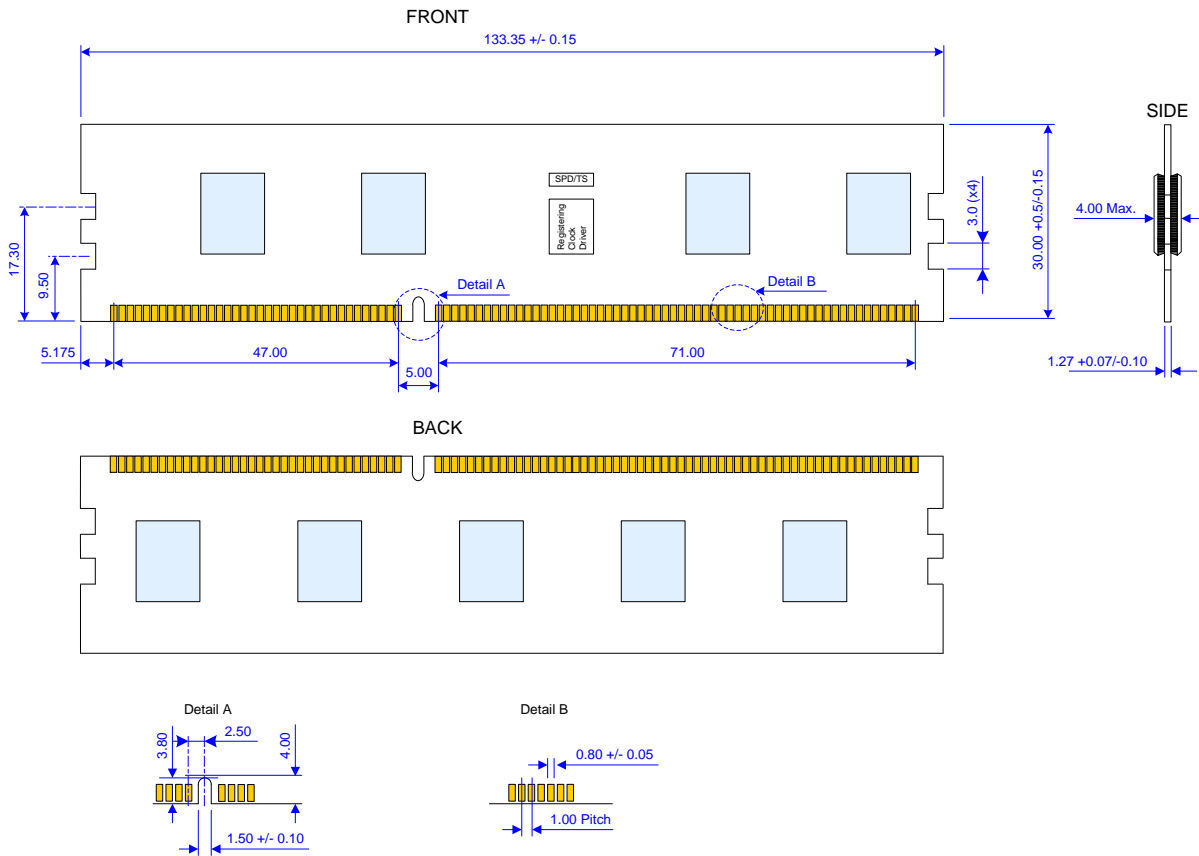 FRONT
133.35 +/- 0.15
SIDE
SPD/TS
Registering
Clock
Driver
17.30
9.50
3.0 (x4)
30.00 +0.5/-0.15
4.00 Max.
Detail A
Detail B
5.175
47.00
5.00
71.00
1.27 +0.07/-0.10
BACK
Detail A
3.80
2.50
4.00
1.50 +/- 0.10
Detail B
0.80 +/- 0.05
1.00 Pitch